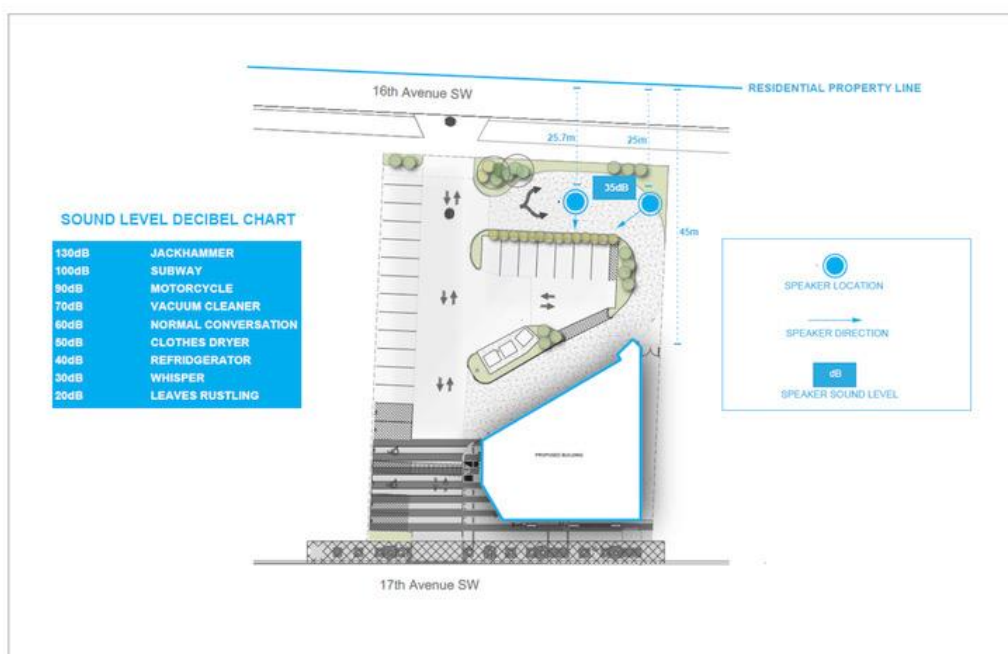 16th Avenue SW
RESIDENTIAL PROPERTY LINE
25.7m
25m
35dB
45m
SOUND LEVEL DECIBEL CHART
130dB JACKHAMMER
100dB SUBWAY
90dB MOTORCYCLE
70dB VACUUM CLEANER
60dB NORMAL CONVERSATION
50dB CLOTHES DRYER
40dB REFRIDGERATOR
30dB WHISPER
20dB LEAVES RUSTLING
SPEAKER LOCATION
SPEAKER DIRECTION
dB
SPEAKER SOUND LEVEL
PROPOSED BUILDING
17th Avenue SW